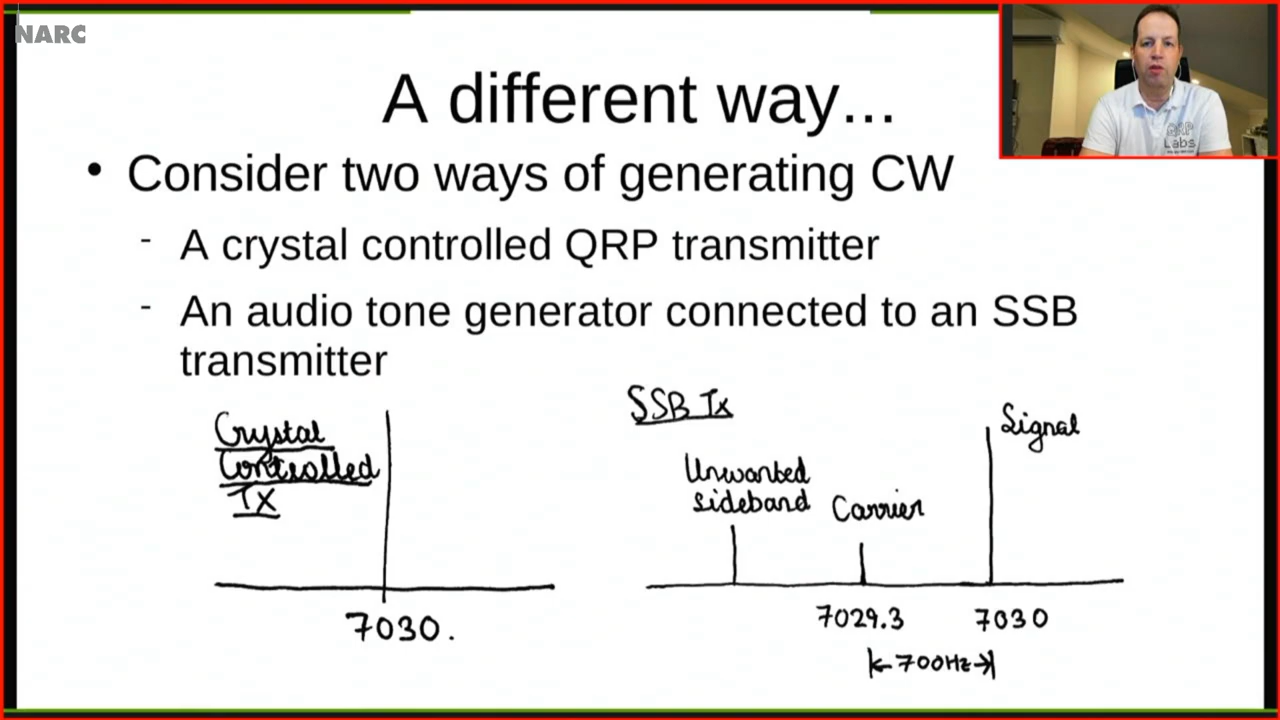 NARC
A different way...
• Consider two ways of generating CW
- A crystal controlled QRP transmitter
- An audio tone generator connected to an SSB
transmitter
Crystal
Controlled
TX
7030.
SSB Tx
Unwanted
sideband
Carrier
Signal
7029.3
7030
700Hz
QRP
Labs